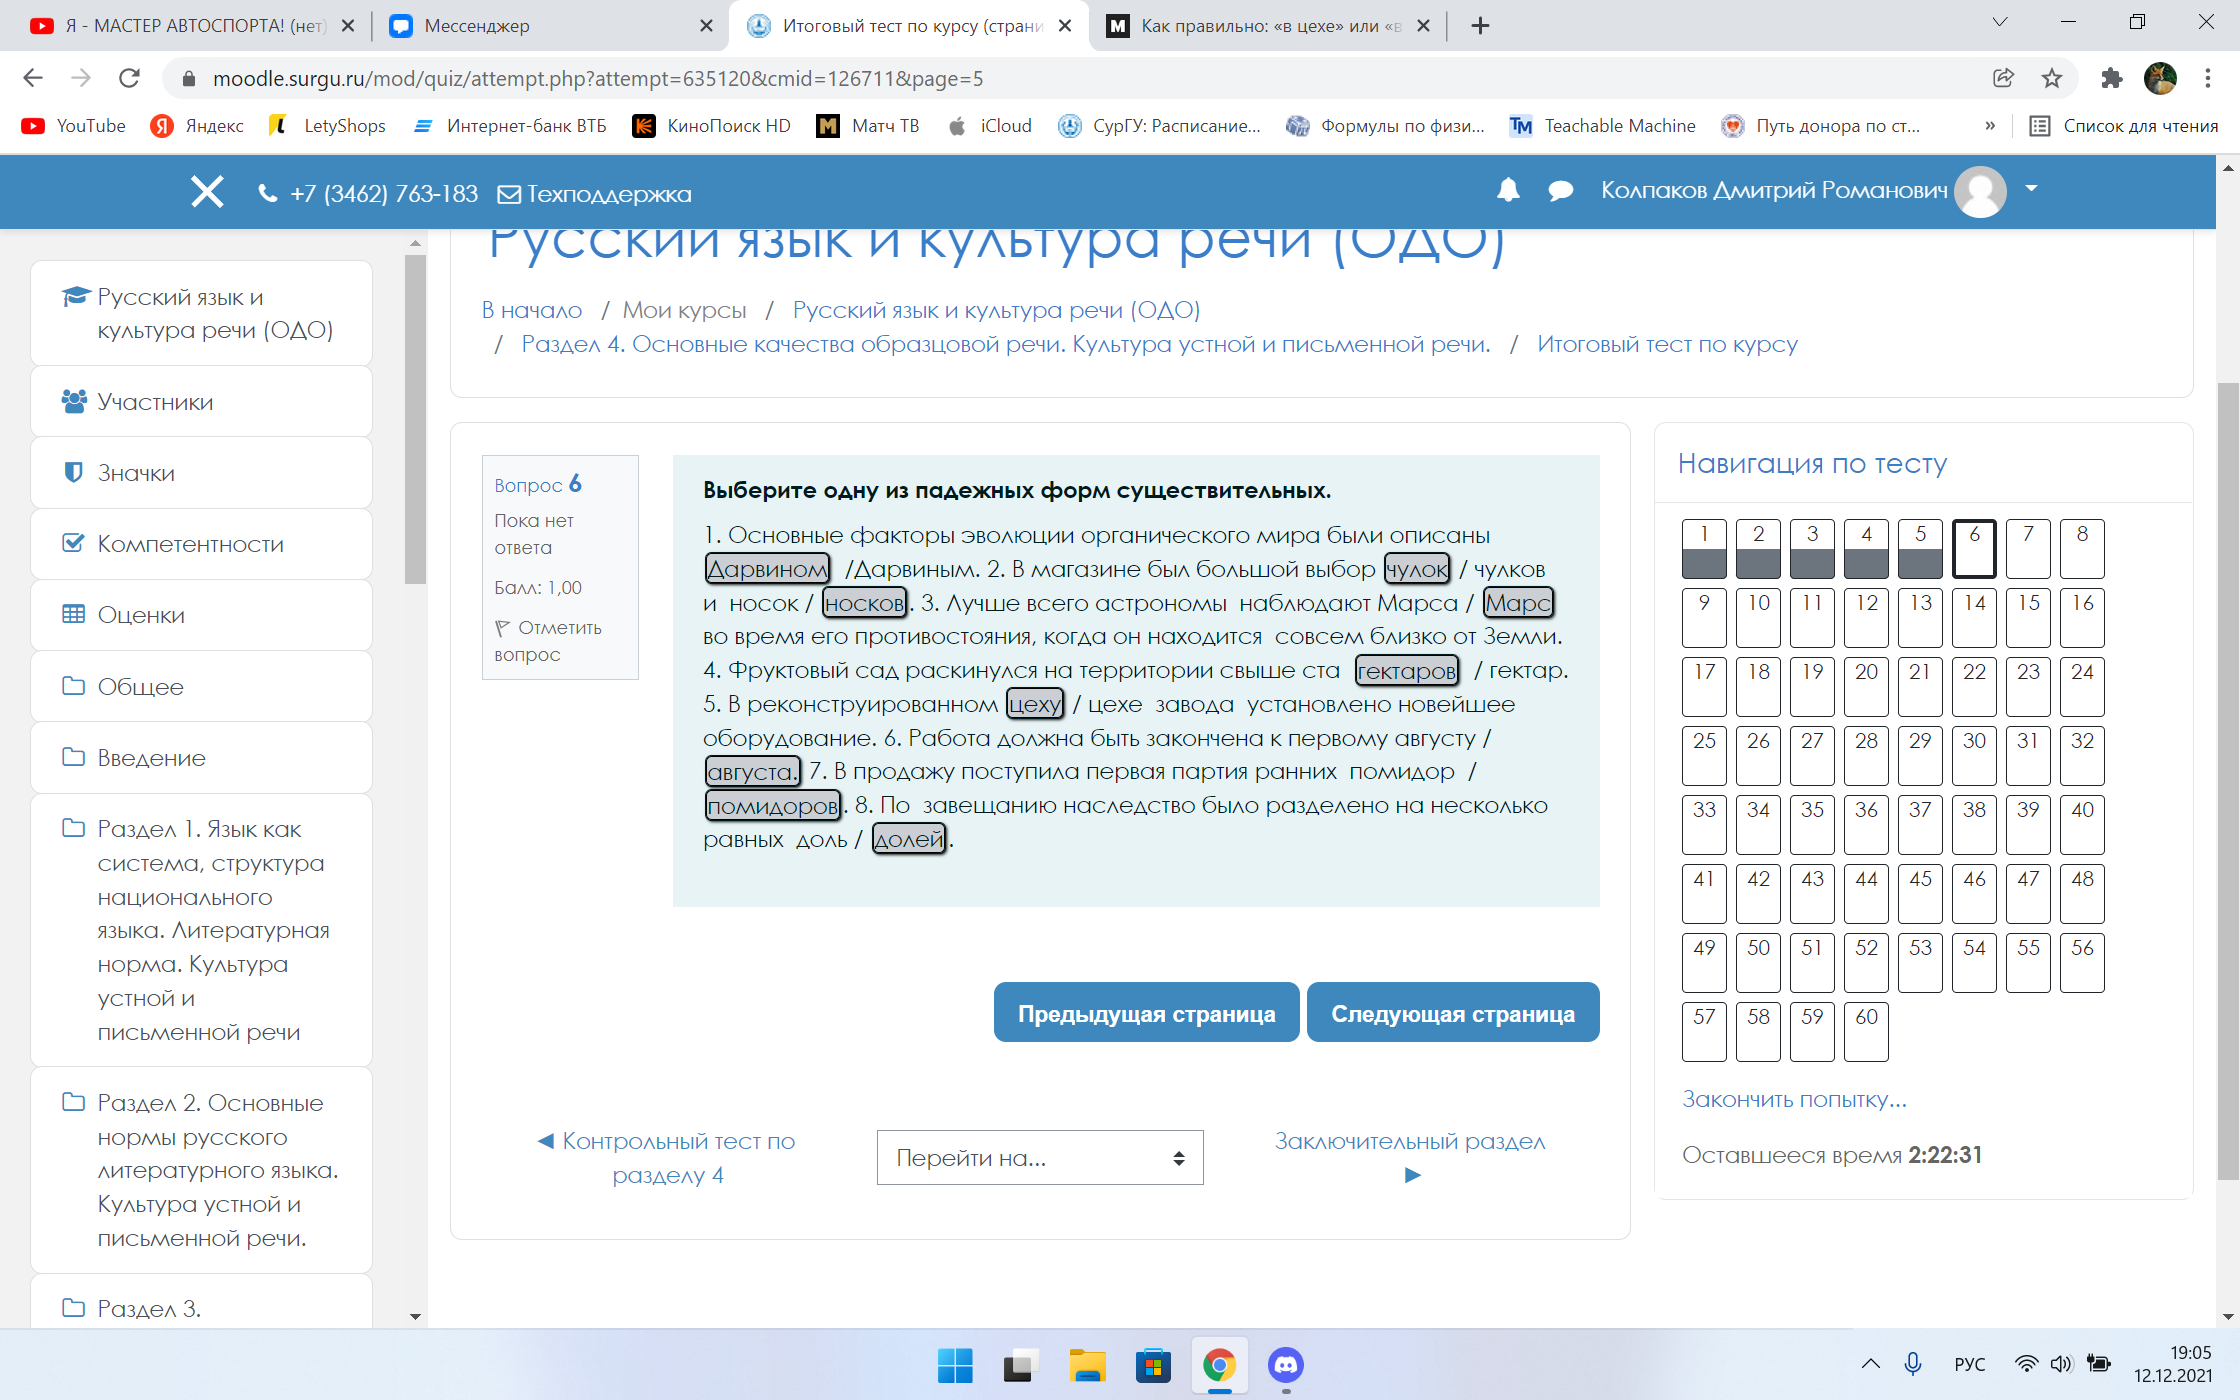 Я - МАСТЕР АВТОСПОРТА! (нет)
Мессенджер
Итоговый тест по курсу (страни
Как правильно: «в цехе» или «в
moodle.surgu.ru/mod/quiz/attempt.php?attempt=635120&cmid=126711&page=5
YouTube
Яндекс
LetyShops
Интернет-банк ВТБ
КиноПоиск HD
Матч ТВ
iCloud
СурГУ: Расписание...
Формулы по физи...
Teachable Machine
Путь донора по ст...
»
Список для чтения
+7 (3462) 763-183 Техподдержка
Колпаков Дмитрий Романович
Русский язык и культура речи (ОДО)
В начало / Мои курсы / Русский язык и культура речи (ОДО)
/ Раздел 4. Основные качества образцовой речи. Культура устной и письменной речи. / Итоговый тест по курсу
Русский язык и
культура речи (ОДО)
Участники
Значки
Компетентности
Оценки
Общее
Введение
Раздел 1. Язык как
система, структура
национального
языка. Литературная
норма. Культура
устной и
письменной речи
Раздел 2. Основные
нормы русского
литературного языка.
Культура устной и
письменной речи.
Раздел 3.
Вопрос 6
Пока нет
ответа
Балл: 1,00
Отметить
вопрос
Выберите одну из падежных форм существительных.
1. Основные факторы эволюции органического мира были описаны
Дарвином /Дарвиным. 2. В магазине был большой выбор чулок / чулков
и носок / носков. 3. Лучше всего астрономы наблюдают Марса / Марс
во время его противостояния, когда он находится совсем близко от Земли.
4. Фруктовый сад раскинулся на территории свыше ста гектаров / гектар.
5. В реконструированном цеху / цехе завода установлено новейшее
оборудование. 6. Работа должна быть закончена к первому августу /
августа. 7. В продажу поступила первая партия ранних помидор /
помидоров. 8. По завещанию наследство было разделено на несколько
равных доль / долей.
Предыдущая страница
Следующая страница
◄ Контрольный тест по
разделу 4
Перейти на...
Заключительный раздел
►
Навигация по тесту
1 2 3 4 5 6 7 8
9 10 11 12 13 14 15 16
17 18 19 20 21 22 23 24
25 26 27 28 29 30 31 32
33 34 35 36 37 38 39 40
41 42 43 44 45 46 47 48
49 50 51 52 53 54 55 56
57 58 59 60
Закончить попытку...
Оставшееся время 2:22:31
РУС
19:05
12.12.2021